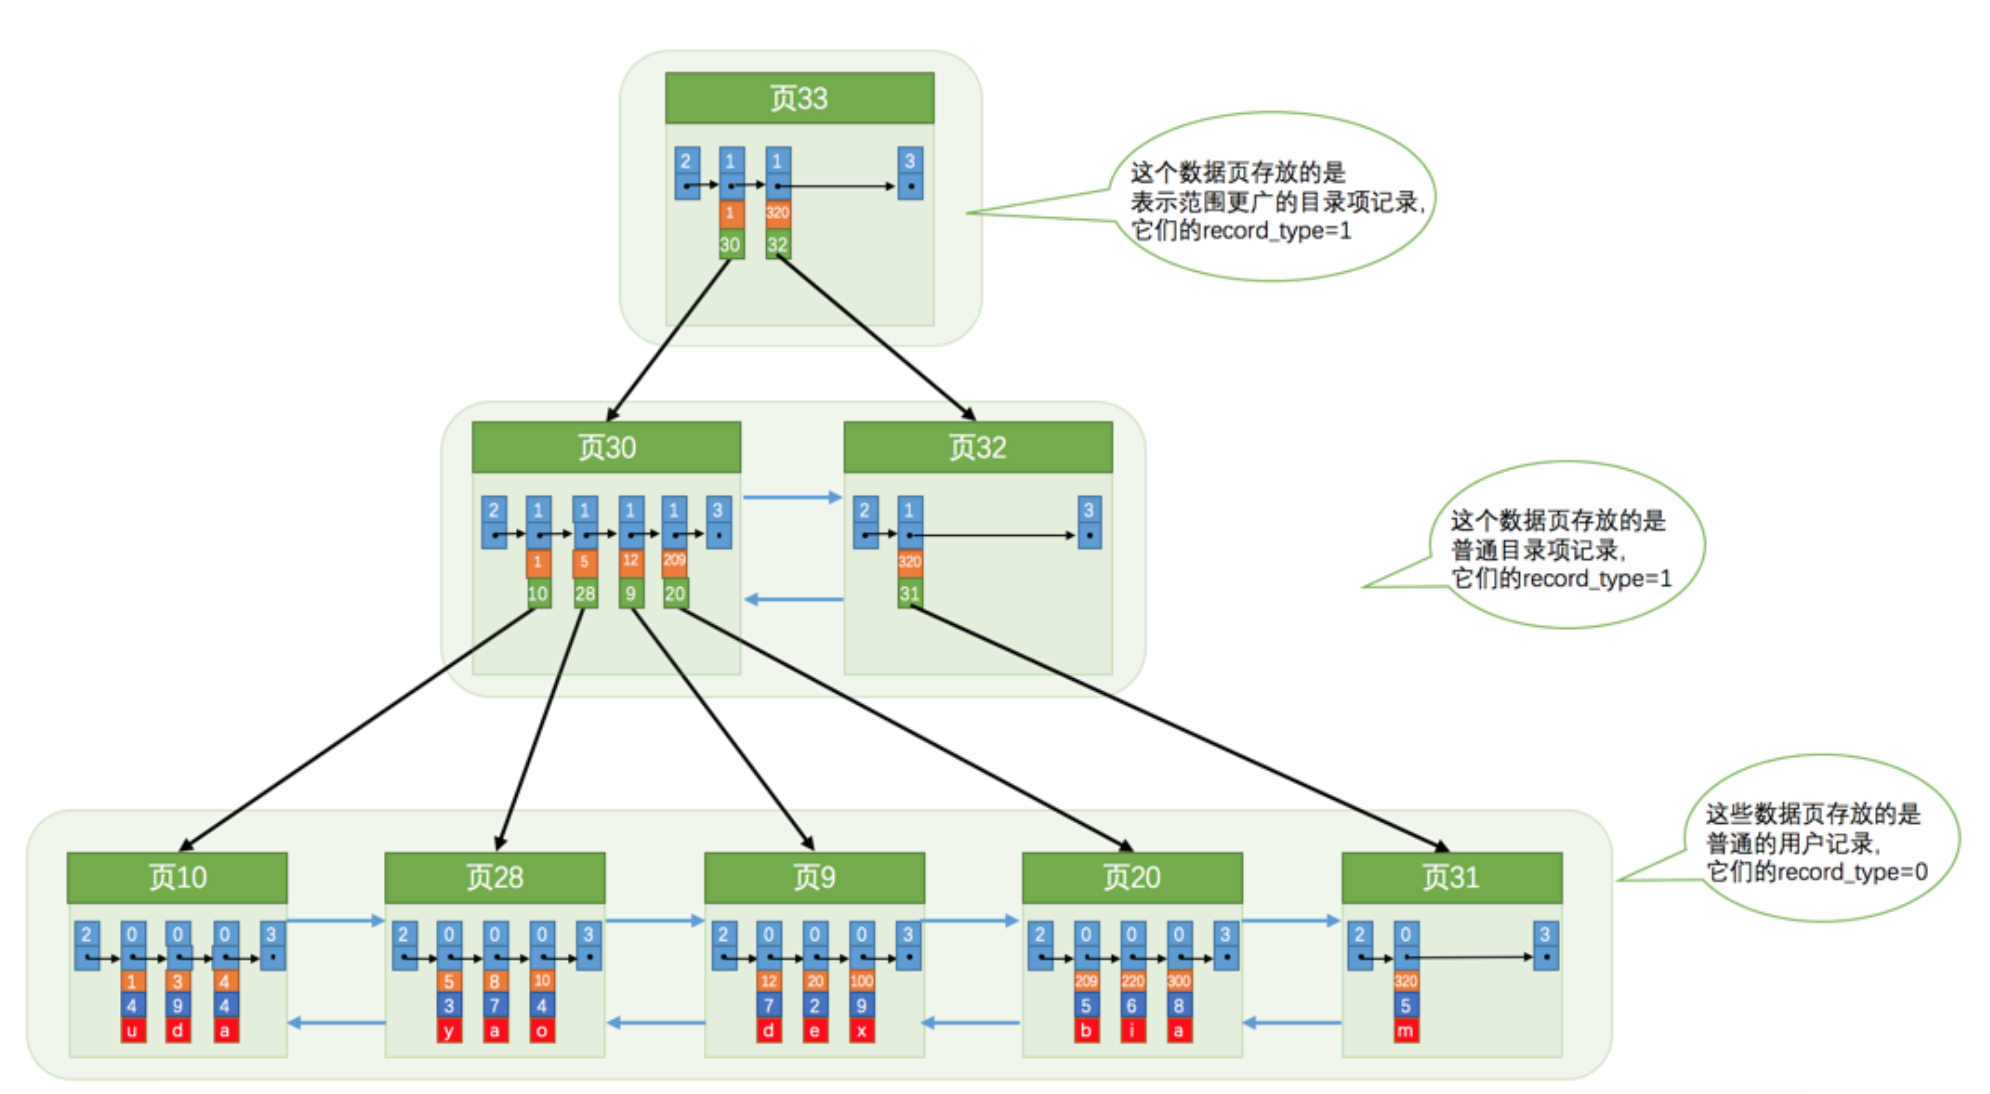 页33
2 1 1 3
1 320
30 32
这个数据页存放的是
表示范围更广的目录项记录,
它们的record_type=1
页30
2 1 1 1 1 3
1 5 12 209
10 28 9 20
页32
2 1 3
320
31
这个数据页存放的是
普通目录项记录,
它们的record_type=1
这些数据页存放的是
普通的用户记录,
它们的record_type=0
页10
2 0 0 0 3
1 3 4
4 9 4
u d a
页28
2 0 0 0 3
5 8 10
3 7 4
y a o
页9
2 0 0 0 3
12 20 100
7 2 9
d e x
页20
2 0 0 0 3
209 220 300
5 6 8
b i a
页31
2 0 3
320
5
m